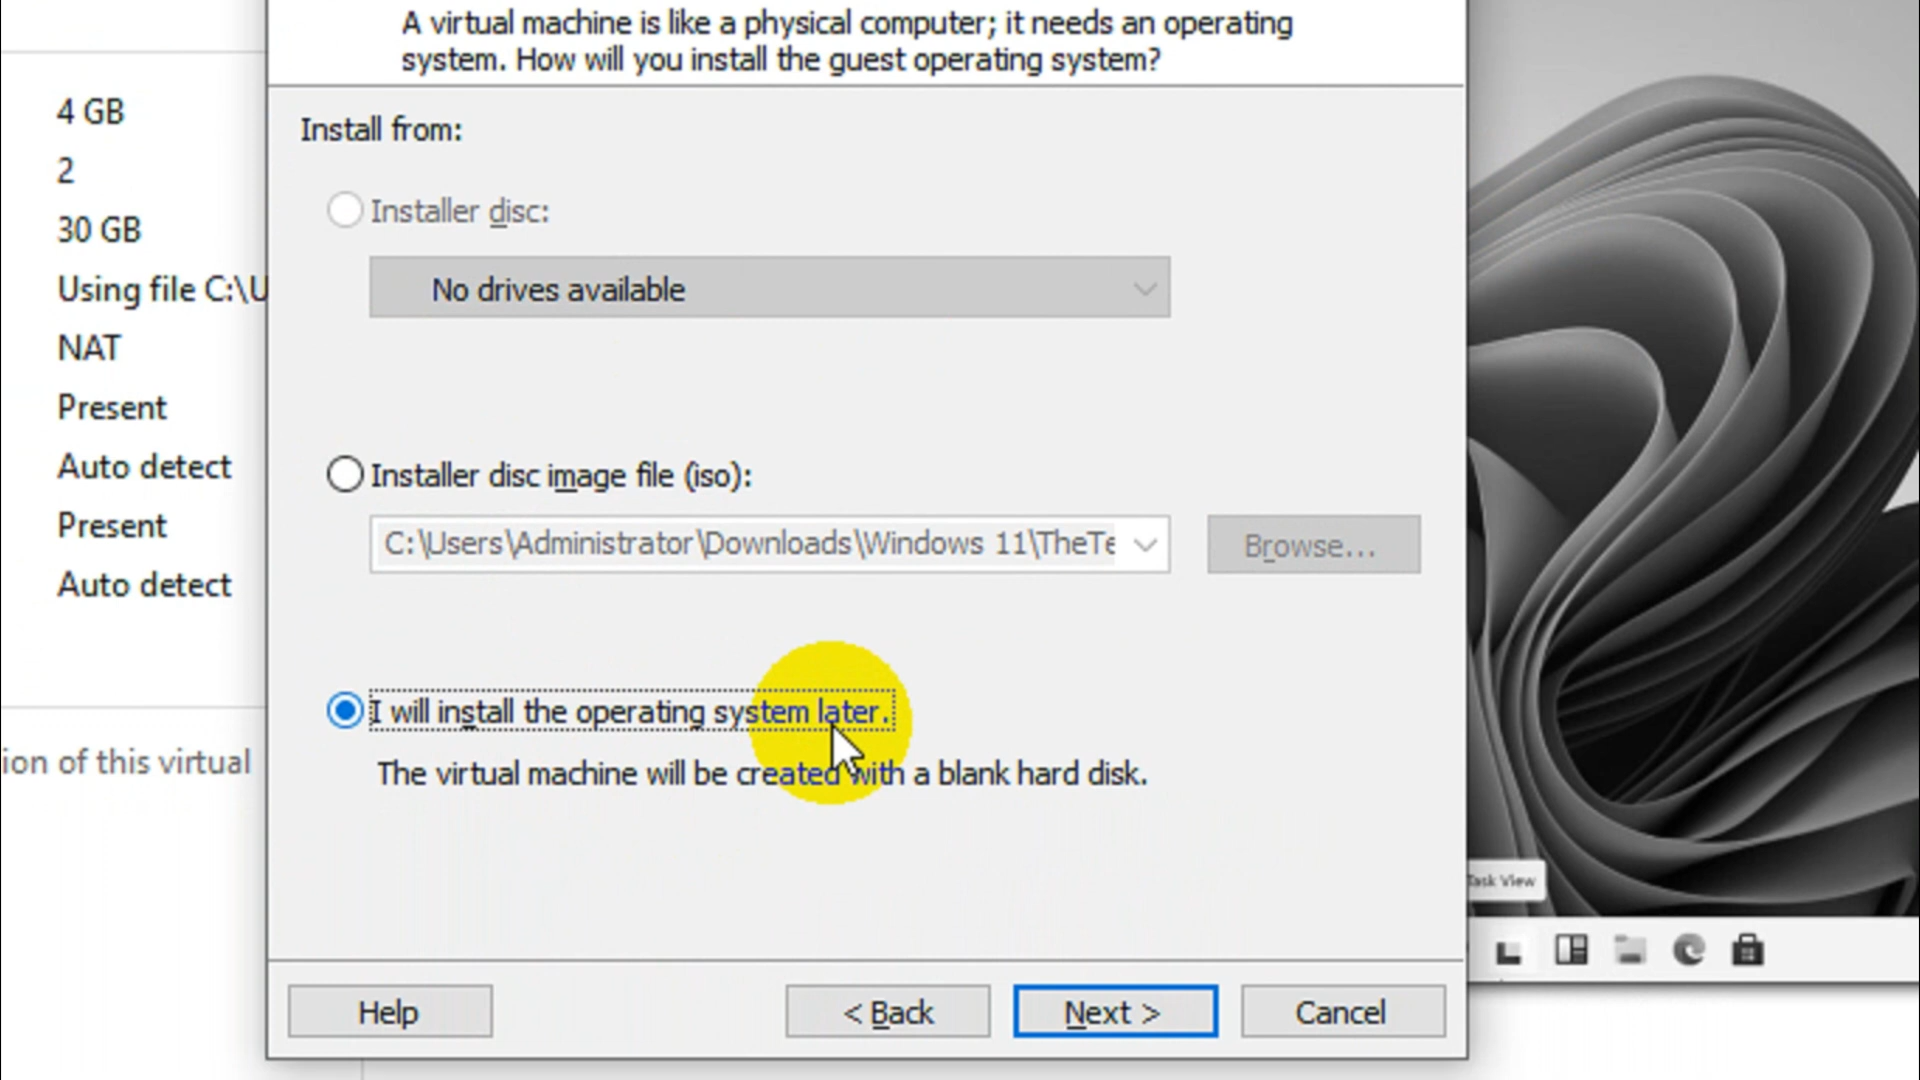 A virtual machine is like a physical computer; it needs an operating
system. How will you install the guest operating system?
4 GB
2
30 GB
Using file C:\U
NAT
Present
Auto detect
Present
Auto detect
ion of this virtual
Install from:
Installer disc:
No drives available
Installer disc image file (iso):
C:\Users\Administrator\Downloads\Windows 11\TheTe
Browse...
I will install the operating system later.
The virtual machine will be created with a blank hard disk.
Help
< Back
Next >
Cancel
Task View